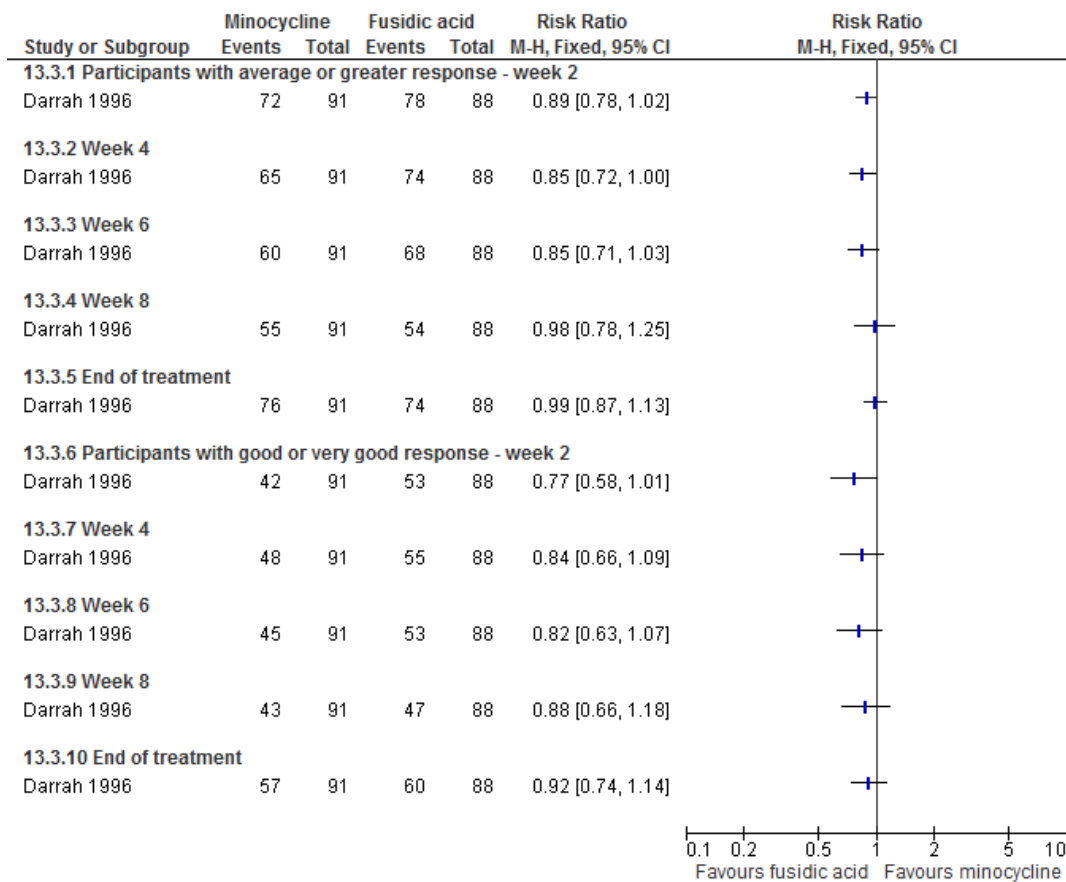 Minocycline Fusidic acid Risk Ratio Risk Ratio
Study or Subgroup Events Total Events Total M-H, Fixed, 95% CI M-H, Fixed, 95% CI
13.3.1 Participants with average or greater response - week 2
Darrah 1996 72 91 78 88 0.89 [0.78, 1.02]
13.3.2 Week 4
Darrah 1996 65 91 74 88 0.85 [0.72, 1.00]
13.3.3 Week 6
Darrah 1996 60 91 68 88 0.85 [0.71, 1.03]
13.3.4 Week 8
Darrah 1996 55 91 54 88 0.98 [0.78, 1.25]
13.3.5 End of treatment
Darrah 1996 76 91 74 88 0.99 [0.87, 1.13]
13.3.6 Participants with good or very good response - week 2
Darrah 1996 42 91 53 88 0.77 [0.58, 1.01]
13.3.7 Week 4
Darrah 1996 48 91 55 88 0.84 [0.66, 1.09]
13.3.8 Week 6
Darrah 1996 45 91 53 88 0.82 [0.63, 1.07]
13.3.9 Week 8
Darrah 1996 43 91 47 88 0.88 [0.66, 1.18]
13.3.10 End of treatment
Darrah 1996 57 91 60 88 0.92 [0.74, 1.14]
0.1 0.2 0.5 1 2 5 10
Favours fusidic acid Favours minocycline